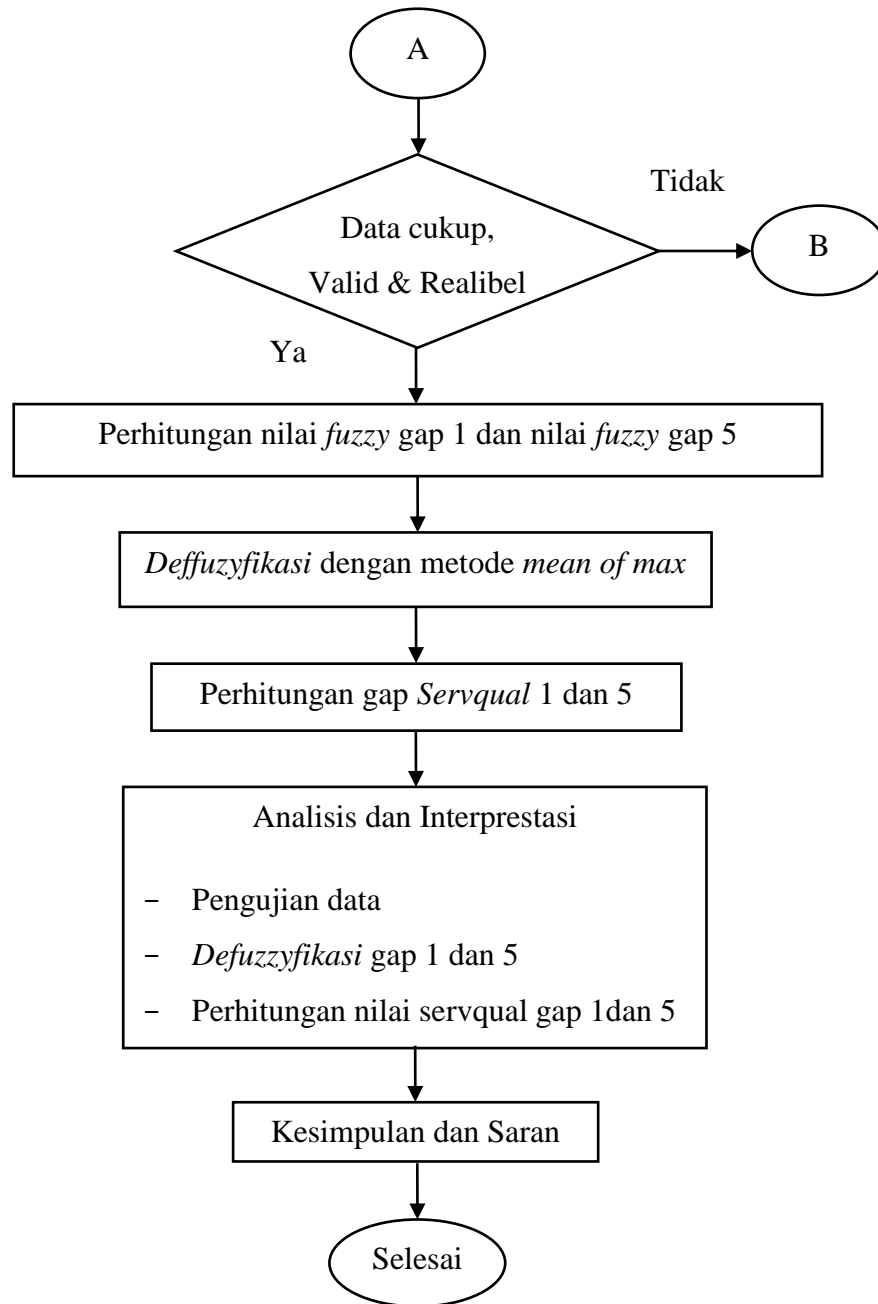 A
Tidak
Data cukup,
Valid & Realibel
B
Ya
Perhitungan nilai fuzzy gap 1 dan nilai fuzzy gap 5
Deffuzyfikasi dengan metode mean of max
Perhitungan gap Servqual 1 dan 5
Analisis dan Interprestasi
- Pengujian data
- Defuzzyfikasi gap 1 dan 5
- Perhitungan nilai servqual gap 1dan 5
Kesimpulan dan Saran
Selesai